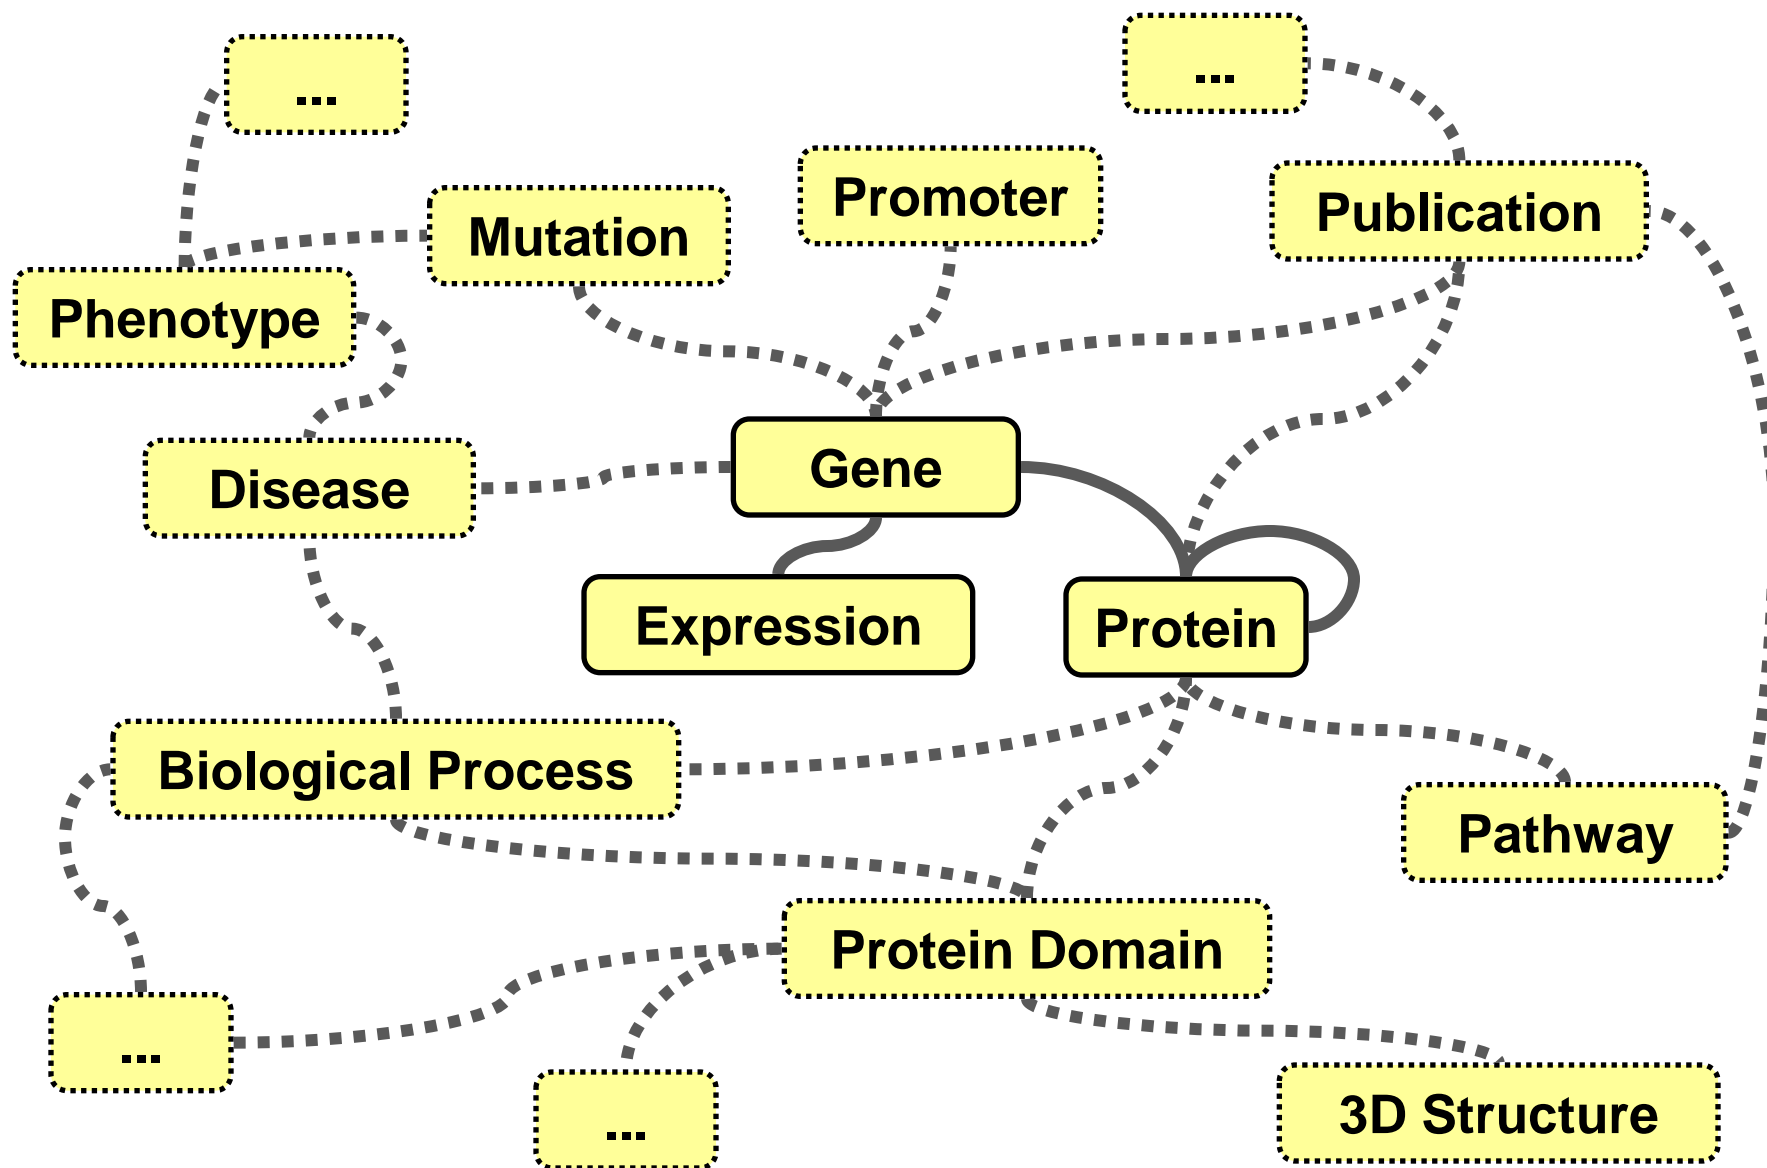 ...
...
Promoter
Publication
Mutation
Phenotype
Gene
Disease
Expression
Protein
Biological Process
Pathway
Protein Domain
...
...
3D Structure